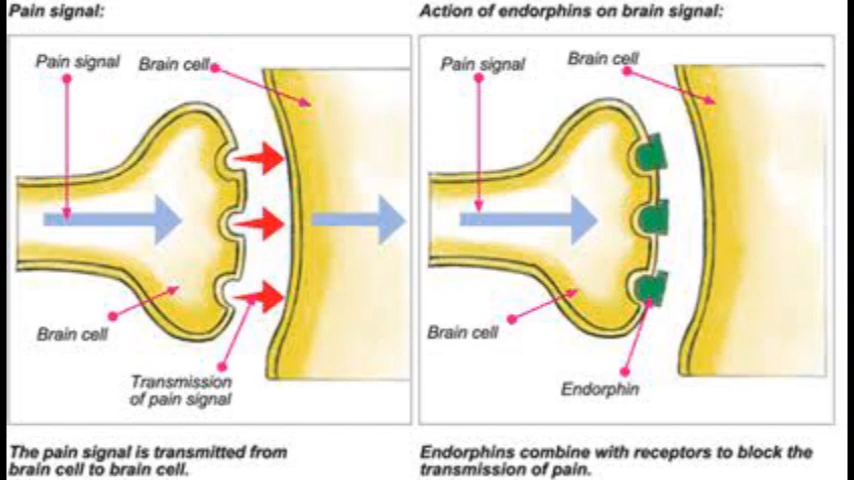 Pain signal:
Pain signal
Brain cell
Brain cell
Transmission
of pain signal
The pain signal is transmitted from
brain cell to brain cell.
Action of endorphins on brain signal:
Pain signal
Brain cell
Brain cell
Endorphin
Endorphins combine with receptors to block the
transmission of pain.